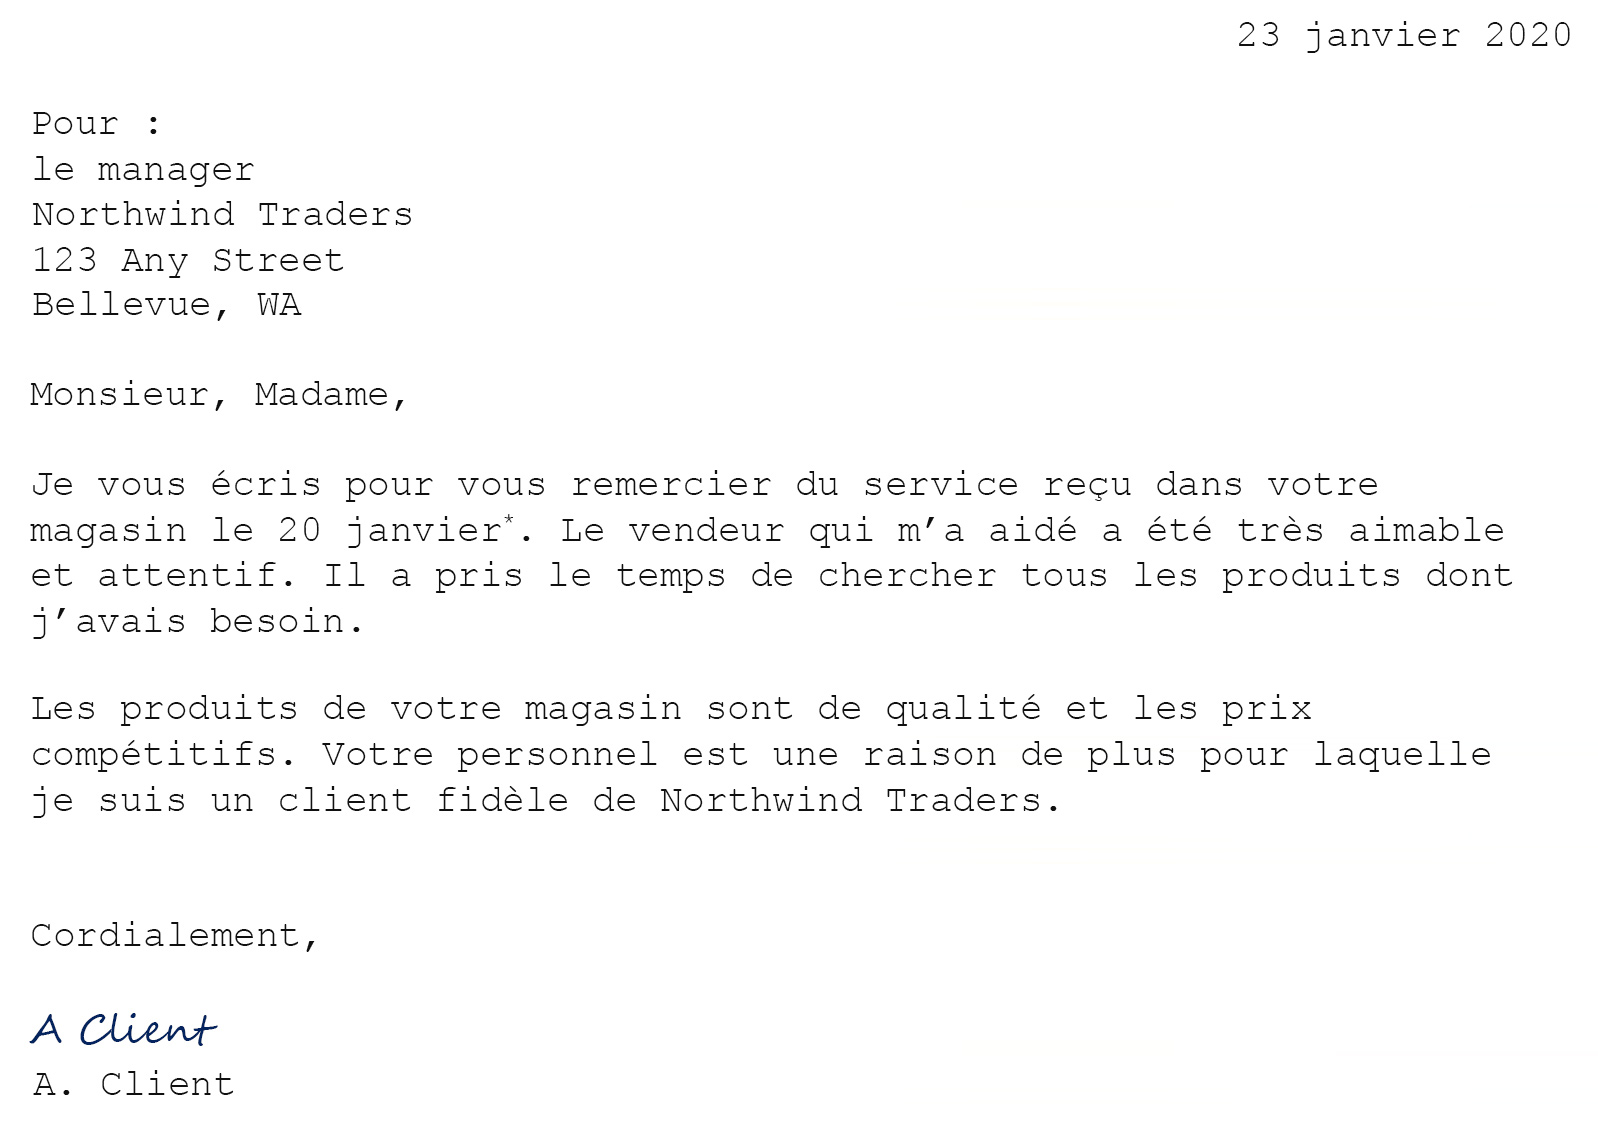 23 janvier 2020
Pour :
le manager
Northwind Traders
123 Any Street
Bellevue, WA
Monsieur, Madame,
Je vous écris pour vous remercier du service reçu dans votre
magasin le 20 janvier*. Le vendeur qui m’a aidé a été très aimable
et attentif. Il a pris le temps de chercher tous les produits dont
j’avais besoin.
Les produits de votre magasin sont de qualité et les prix
compétitifs. Votre personnel est une raison de plus pour laquelle
je suis un client fidèle de Northwind Traders.
Cordialement,
A Client
A. Client